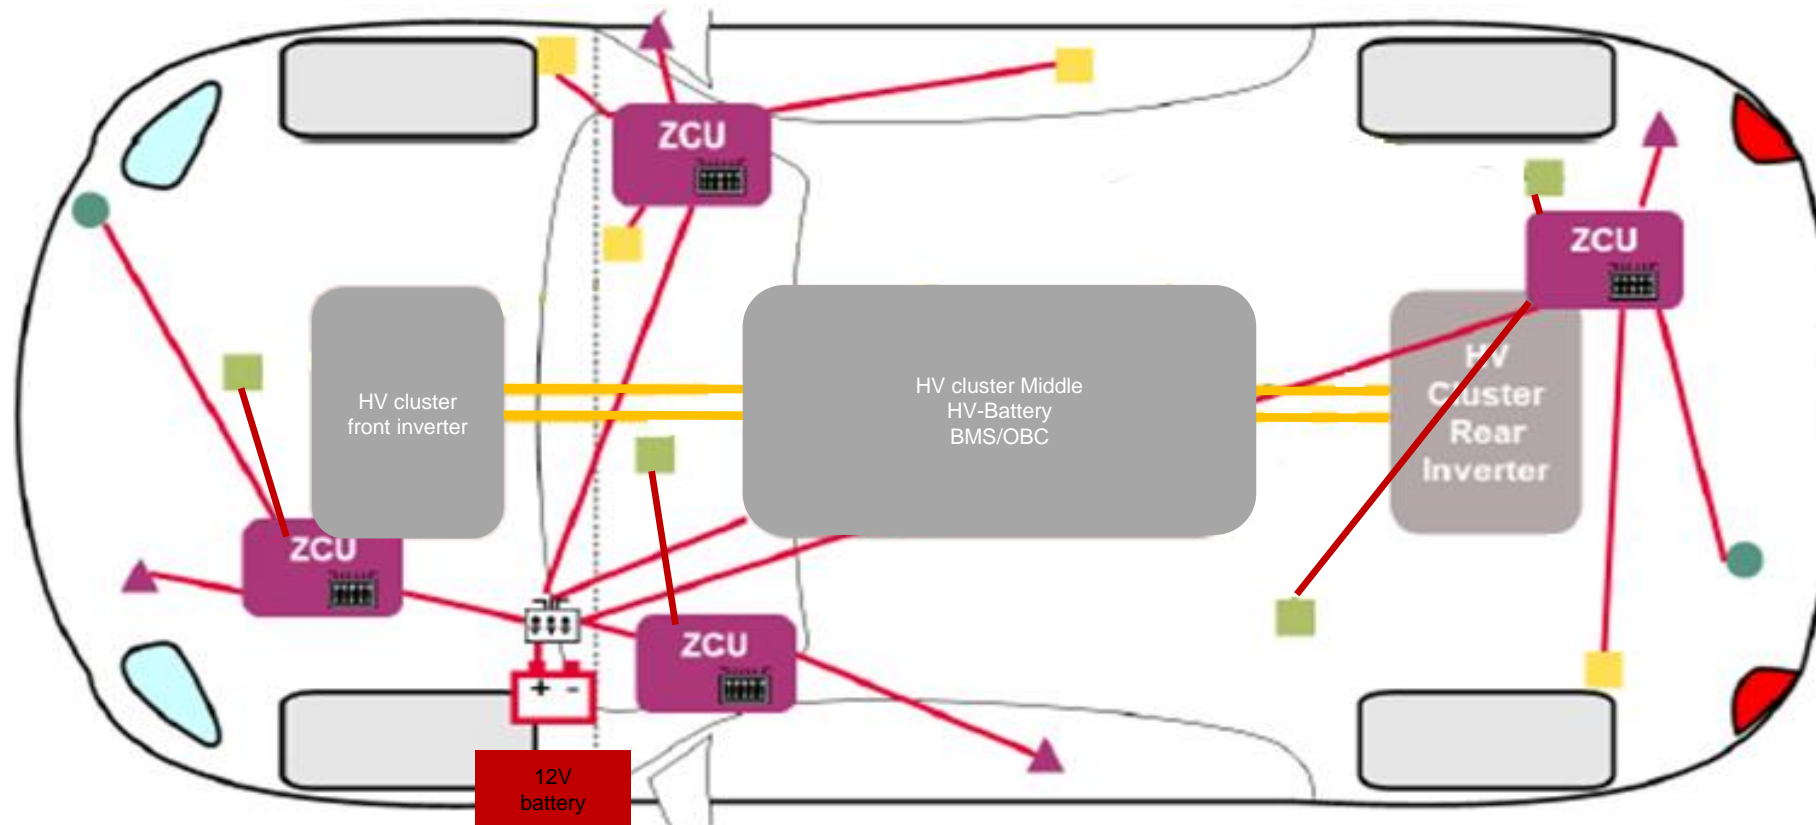 ZCU
ZCU
HV cluster
front inverter
HV cluster Middle
HV-Battery
BMS/OBC
HV
Cluster
Rear
Inverter
ZCU
ZCU
+ -
12V
battery